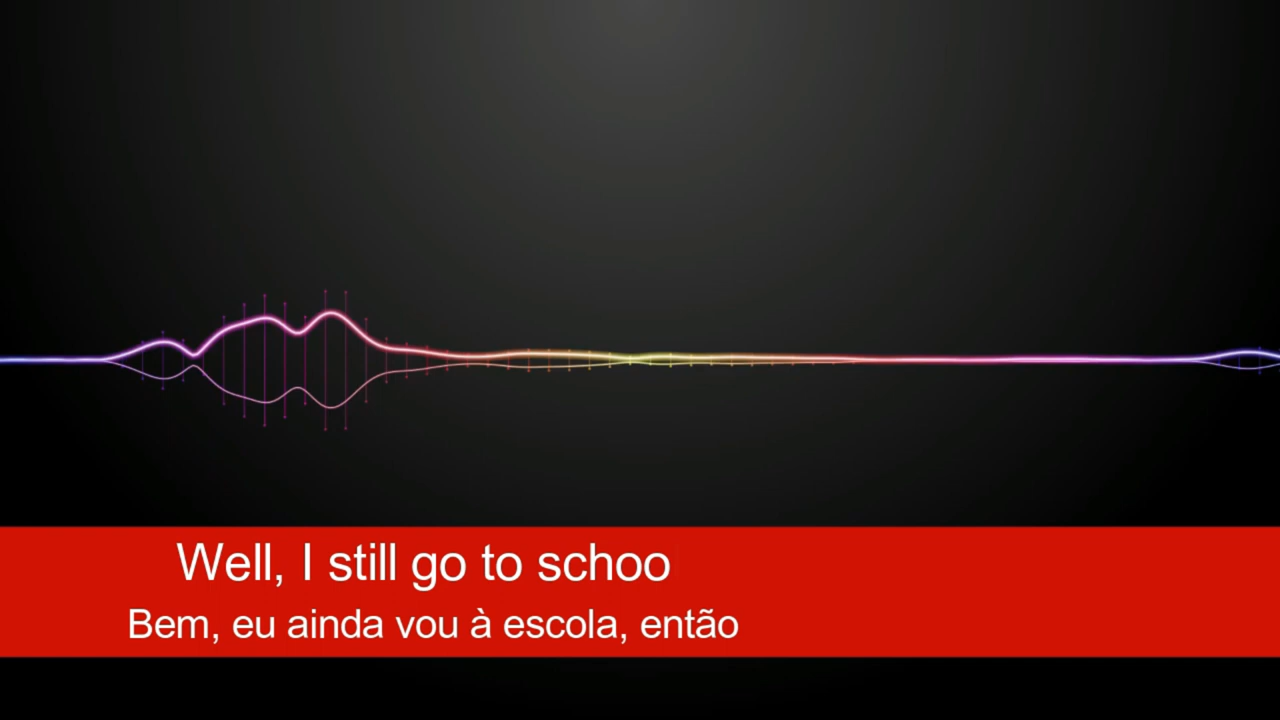 Well, I still go to schoo
Bem, eu ainda vou à escola, então